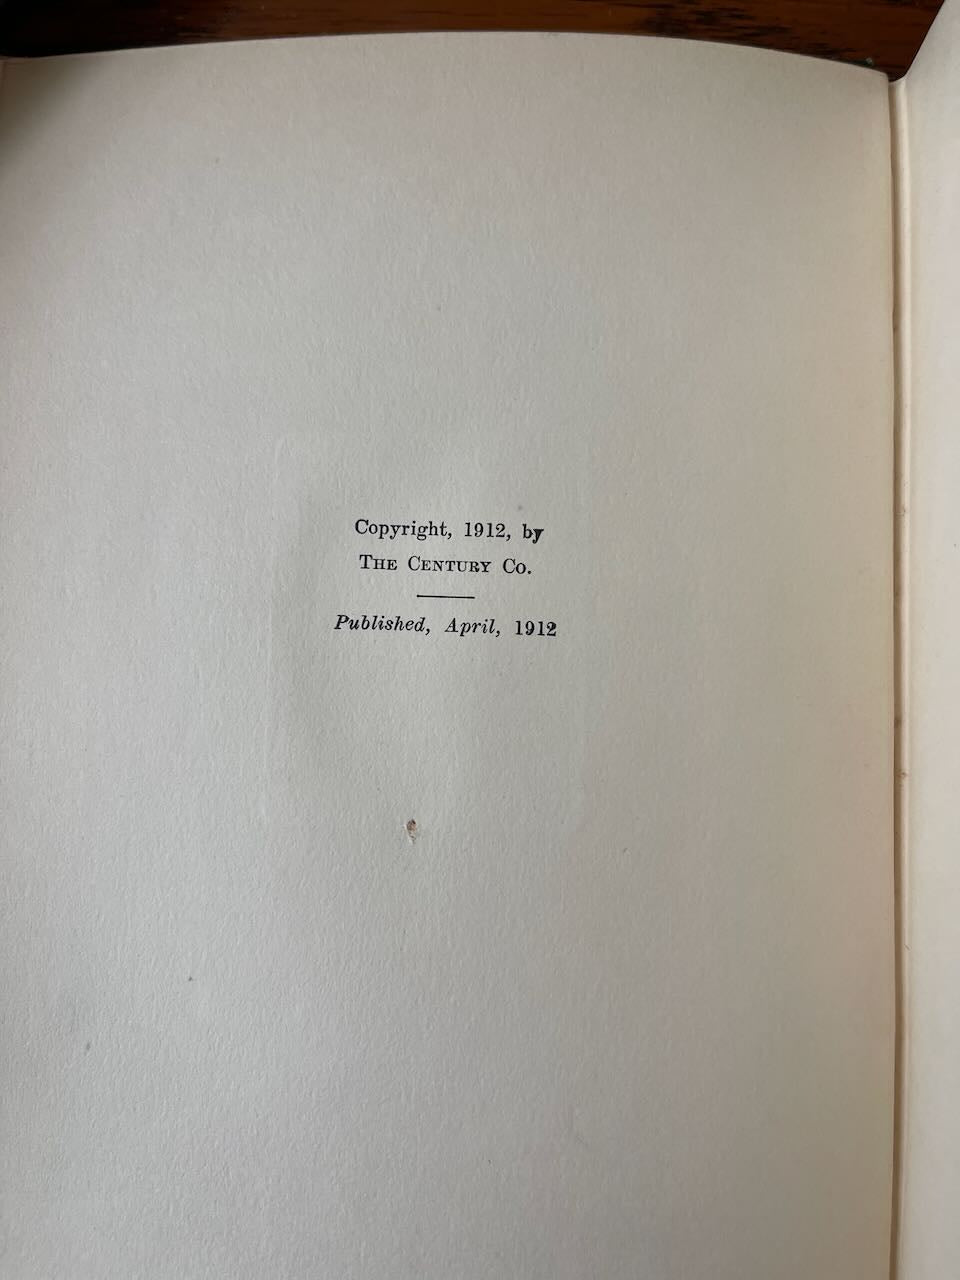 Copyright, 1912, by
THE CENTURY CO.
Published, April, 1912